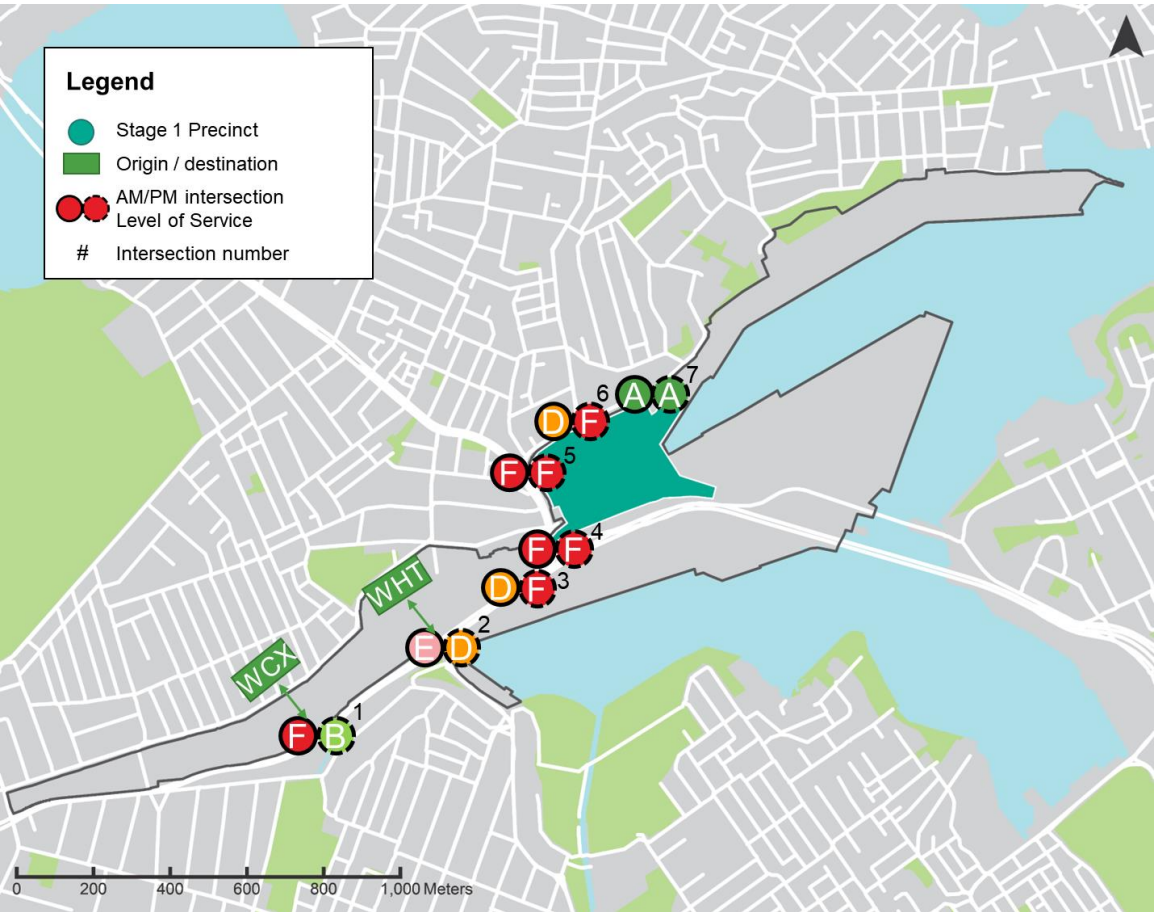 Legend
Stage 1 Precinct
Origin / destination
AM/PM intersection
Level of Service
# Intersection number
A A 7
D F 6
F F 5
F F 4
D F 3
WHT
E D 2
WCX
F B 1
0 200 400 600 800 1,000 Meters